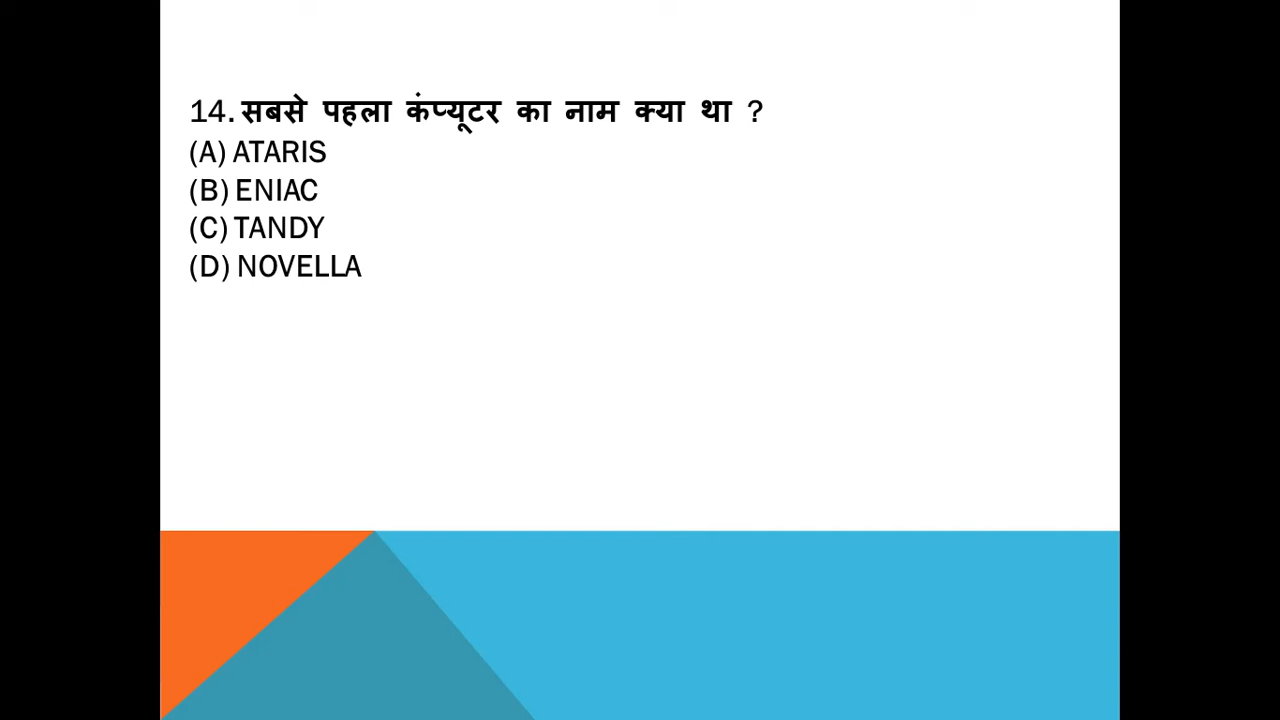 14. सबसे पहला कंप्यूटर का नाम क्या था ?
(A) ATARIS
(B) ENIAC
(C) TANDY
(D) NOVELLA